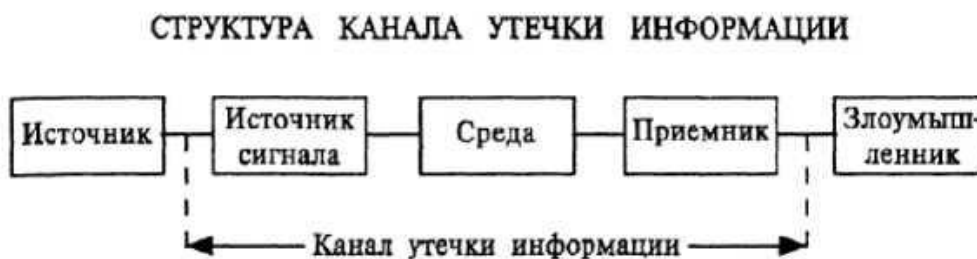 СТРУКТУРА КАНАЛА УТЕЧКИ ИНФОРМАЦИИ
Источник
Источник
сигнала
Среда
Приемник
Злоумыш-
ленник
Канал утечки информации